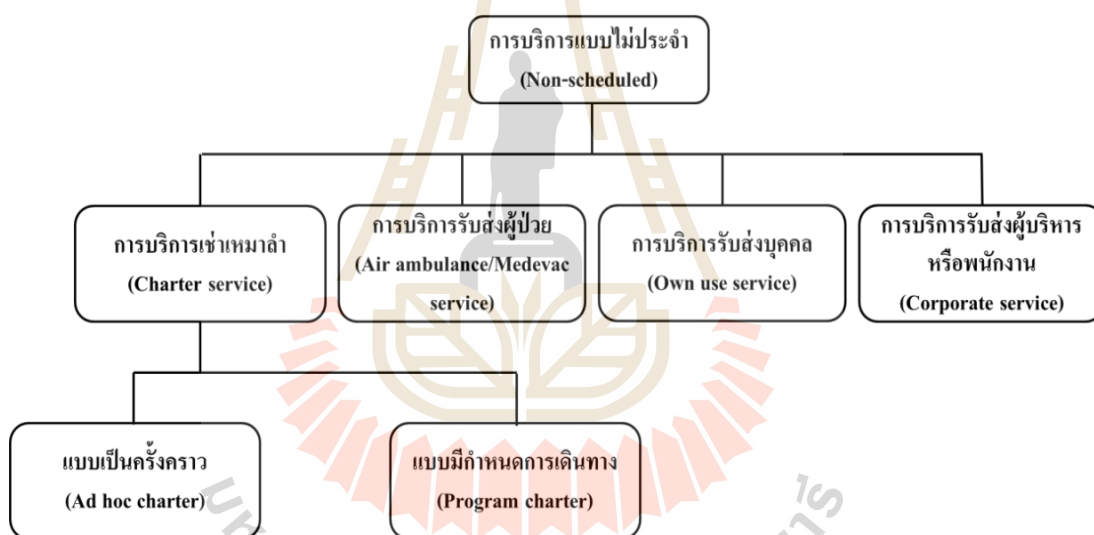 การบริการแบบไม่ประจำ
(Non-scheduled)
การบริการเช่าเหมาลำ
(Charter service)
การบริการรับส่งผู้ป่วย
(Air ambulance/Medevac
service)
การบริการรับส่งบุคคล
(Own use service)
การบริการรับส่งผู้บริหาร
หรือพนักงาน
(Corporate service)
แบบเป็นครั้งคราว
(Ad hoc charter)
แบบมีกำหนดการเดินทาง
(Program charter)